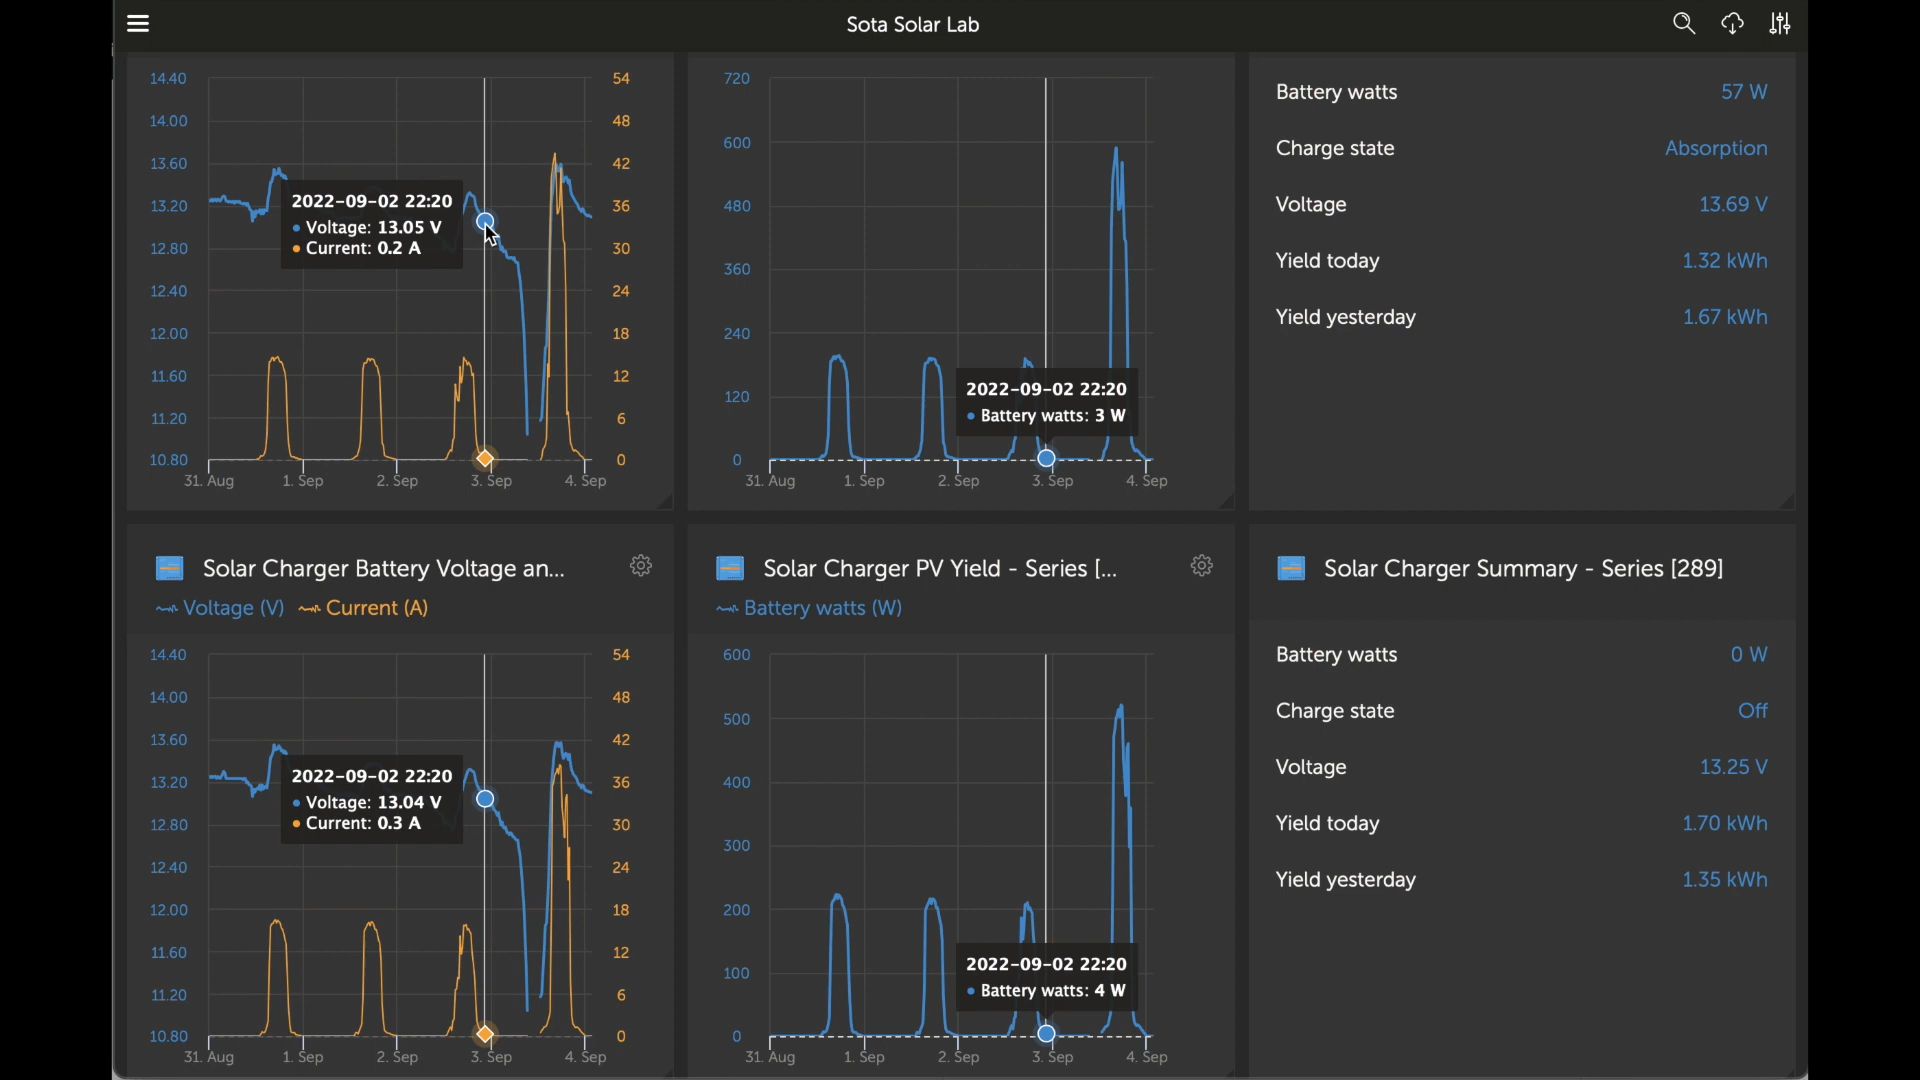 Sota Solar Lab
14.40
14.00
13.60
13.20
12.80
12.40
12.00
11.60
11.20
10.80
54
48
42
36
30
24
18
12
6
0
31. Aug
1. Sep
2. Sep
3. Sep
4. Sep
2022-09-02 22:20
Voltage: 13.05 V
Current: 0.2 A
720
600
480
360
240
120
0
31. Aug
1. Sep
2. Sep
3. Sep
4. Sep
2022-09-02 22:20
Battery watts: 3 W
Battery watts 57 W
Charge state Absorption
Voltage 13.69 V
Yield today 1.32 kWh
Yield yesterday 1.67 kWh
Solar Charger Battery Voltage an...
Voltage (V) Current (A)
14.40
14.00
13.60
13.20
12.80
12.40
12.00
11.60
11.20
10.80
54
48
42
36
30
24
18
12
6
0
31. Aug
1. Sep
2. Sep
3. Sep
4. Sep
2022-09-02 22:20
Voltage: 13.04 V
Current: 0.3 A
Solar Charger PV Yield - Series [...
Battery watts (W)
600
500
400
300
200
100
0
31. Aug
1. Sep
2. Sep
3. Sep
4. Sep
2022-09-02 22:20
Battery watts: 4 W
Solar Charger Summary - Series [289]
Battery watts 0 W
Charge state Off
Voltage 13.25 V
Yield today 1.70 kWh
Yield yesterday 1.35 kWh